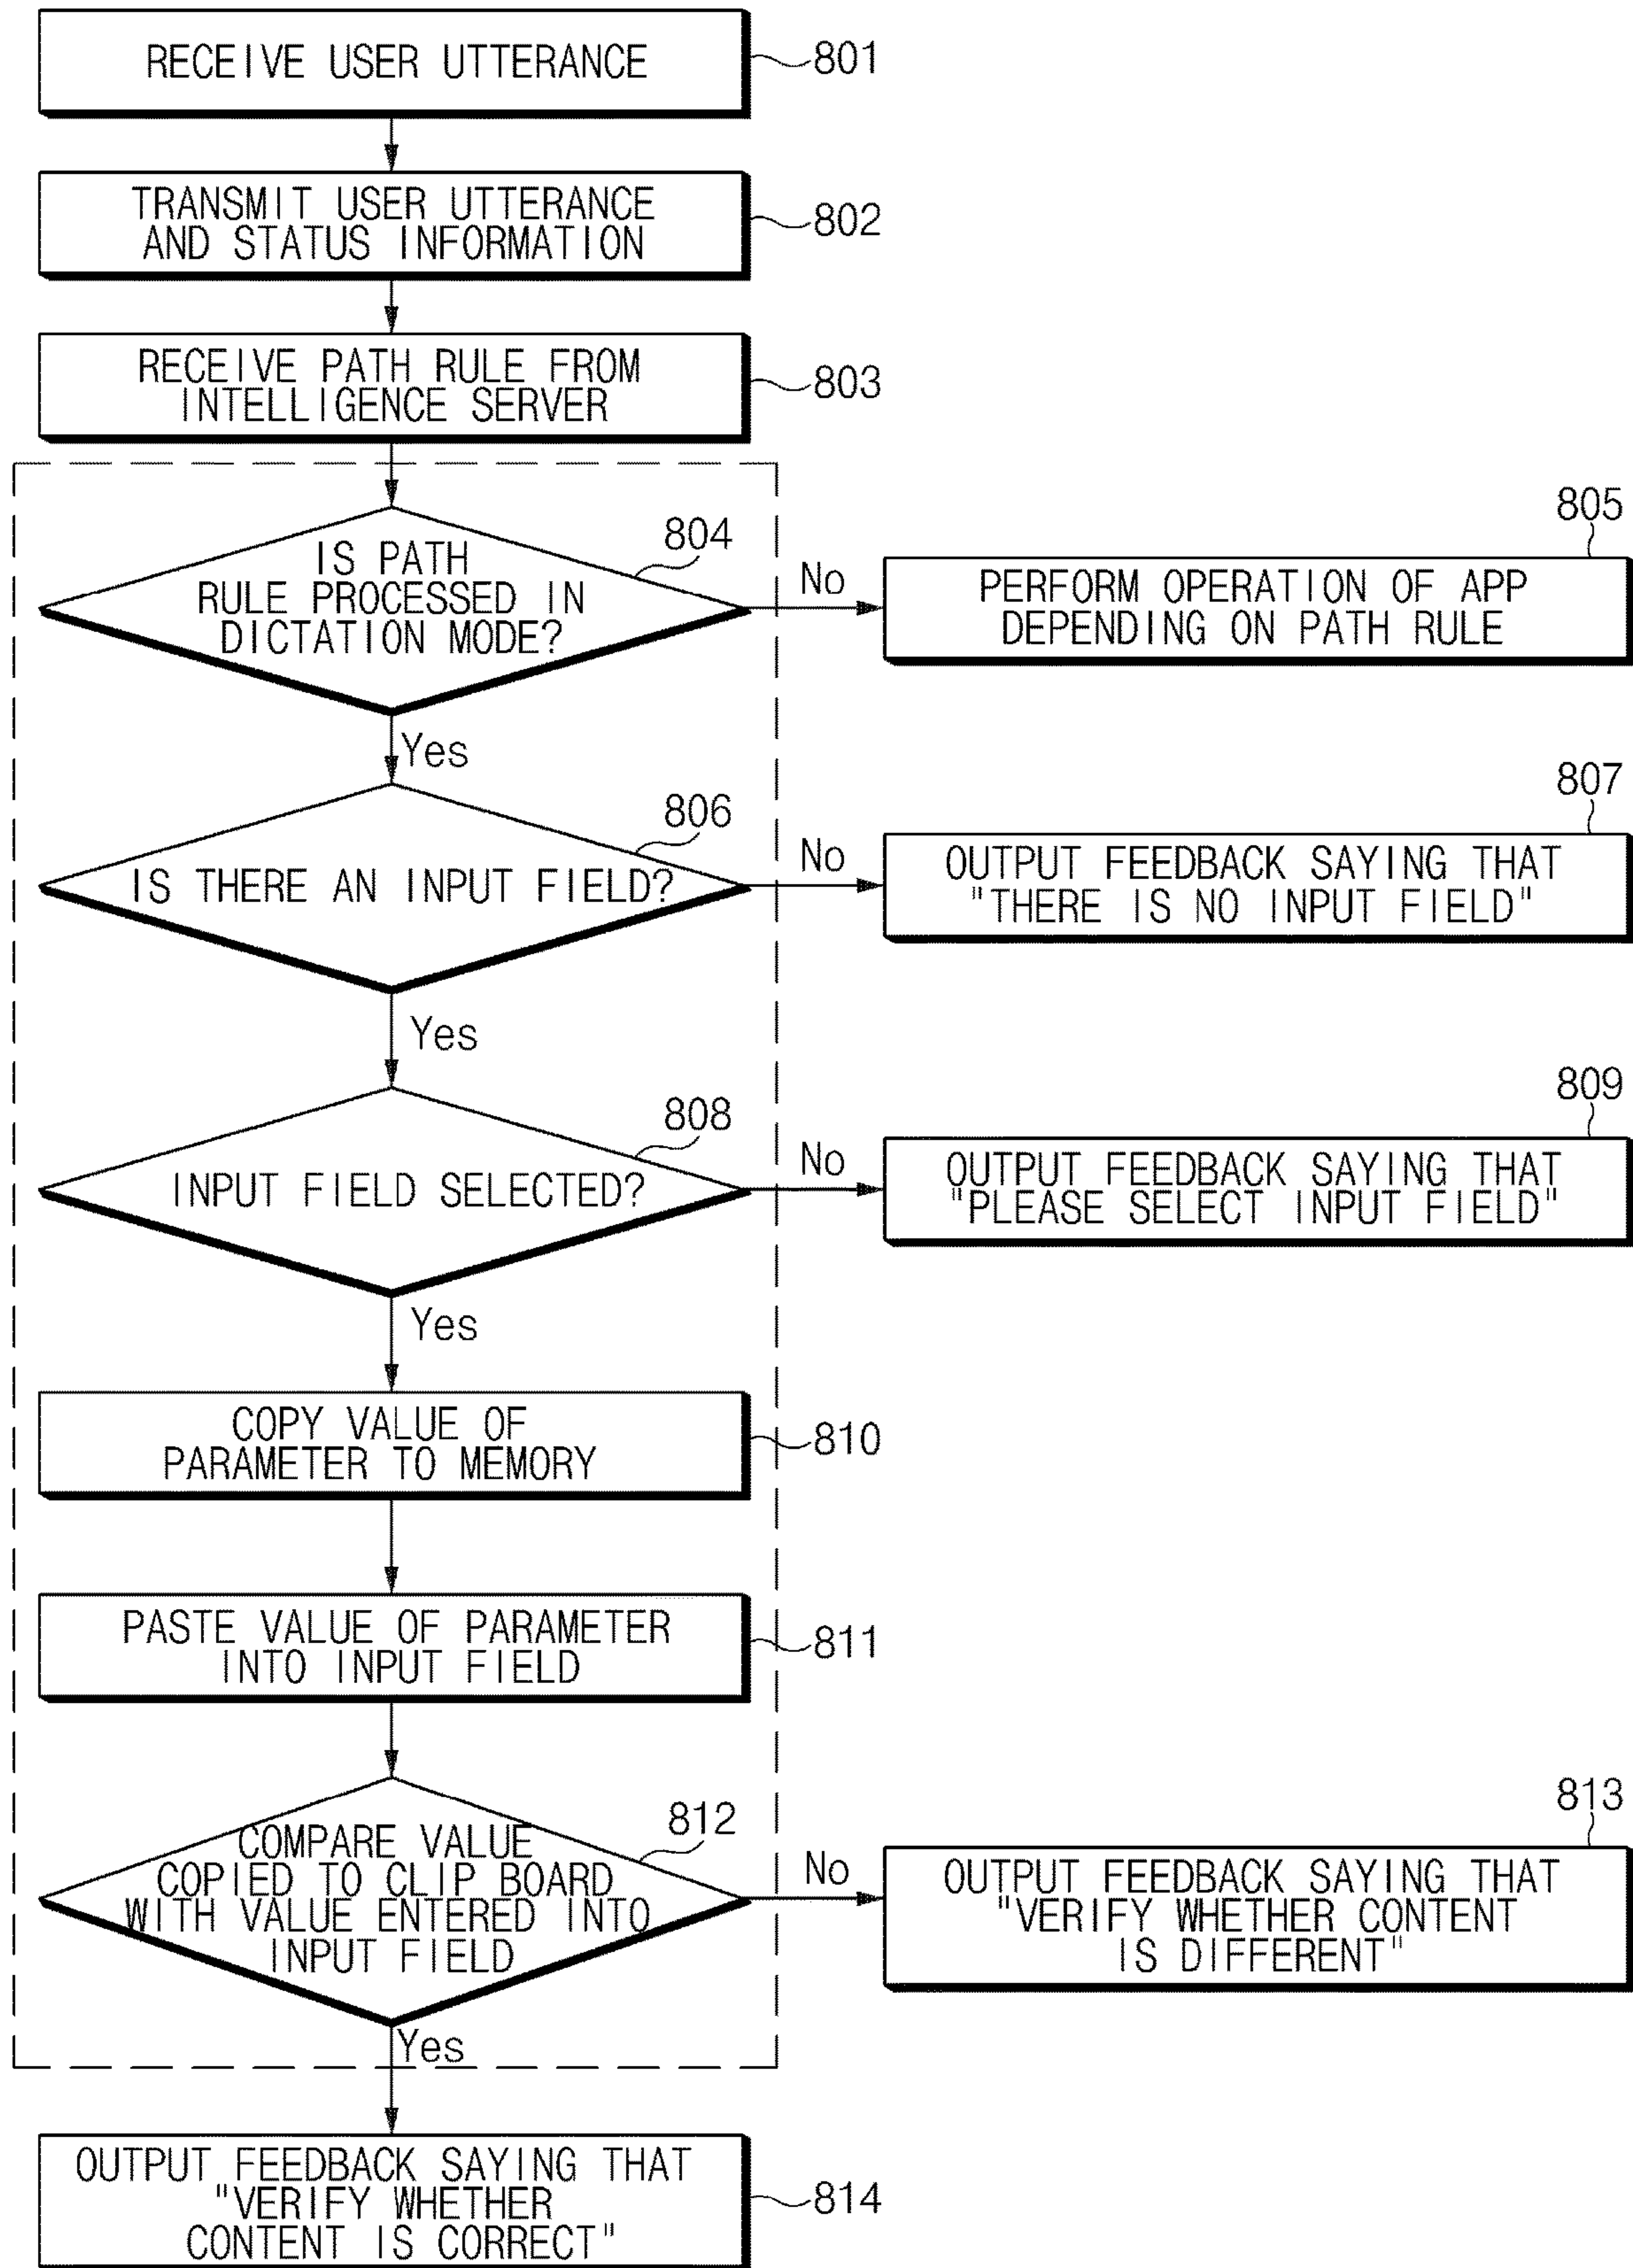 RECEIVE USER UTTERANCE
801
TRANSMIT USER UTTERANCE
AND STATUS INFORMATION
802
RECEIVE PATH RULE FROM
INTELLIGENCE SERVER
803
IS PATH
RULE PROCESSED IN
DICTATION MODE?
804
No
805
PERFORM OPERATION OF APP
DEPENDING ON PATH RULE
Yes
IS THERE AN INPUT FIELD?
806
No
807
OUTPUT FEEDBACK SAYING THAT
"THERE IS NO INPUT FIELD"
Yes
INPUT FIELD SELECTED?
808
No
809
OUTPUT FEEDBACK SAYING THAT
"PLEASE SELECT INPUT FIELD"
Yes
COPY VALUE OF
PARAMETER TO MEMORY
810
PASTE VALUE OF PARAMETER
INTO INPUT FIELD
811
COMPARE VALUE
COPIED TO CLIP BOARD
WITH VALUE ENTERED INTO
INPUT FIELD
812
No
813
OUTPUT FEEDBACK SAYING THAT
"VERIFY WHETHER CONTENT
IS DIFFERENT"
Yes
OUTPUT FEEDBACK SAYING THAT
"VERIFY WHETHER
CONTENT IS CORRECT"
814